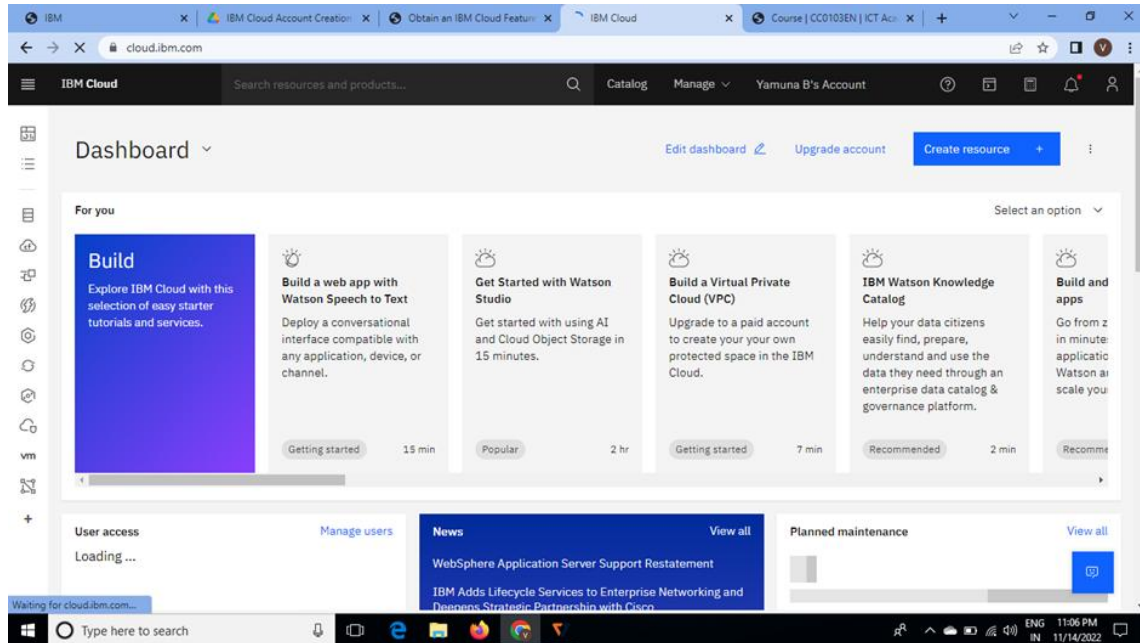 IBM
IBM Cloud Account Creation
Obtain an IBM Cloud Feature
IBM Cloud
Course | CC0103EN | ICT Aca
cloud.ibm.com
V
IBM Cloud
Search resources and products...
Catalog
Manage
Yamuna B's Account
Dashboard
Edit dashboard
Upgrade account
Create resource +
For you
Select an option
Build
Explore IBM Cloud with this
selection of easy starter
tutorials and services.
Build a web app with
Watson Speech to Text
Deploy a conversational
interface compatible with
any application, device, or
channel.
Getting started
15 min
Get Started with Watson
Studio
Get started with using AI
and Cloud Object Storage in
15 minutes.
Popular
2 hr
Build a Virtual Private
Cloud (VPC)
Upgrade to a paid account
to create your your own
protected space in the IBM
Cloud.
Getting started
7 min
IBM Watson Knowledge
Catalog
Help your data citizens
easily find, prepare,
understand and use the
data they need through an
enterprise data catalog &
governance platform.
Recommended
2 min
Build and
apps
Go from z
in minute
applicatio
Watson a
scale you
Recomme
vm
User access
Manage users
Loading ...
News
View all
WebSphere Application Server Support Restatement
IBM Adds Lifecycle Services to Enterprise Networking and
Deepens Strategic Partnership with Cisco
Planned maintenance
View all
Waiting for cloud.ibm.com...
Type here to search
ENG
IN
11:06 PM
11/14/2022